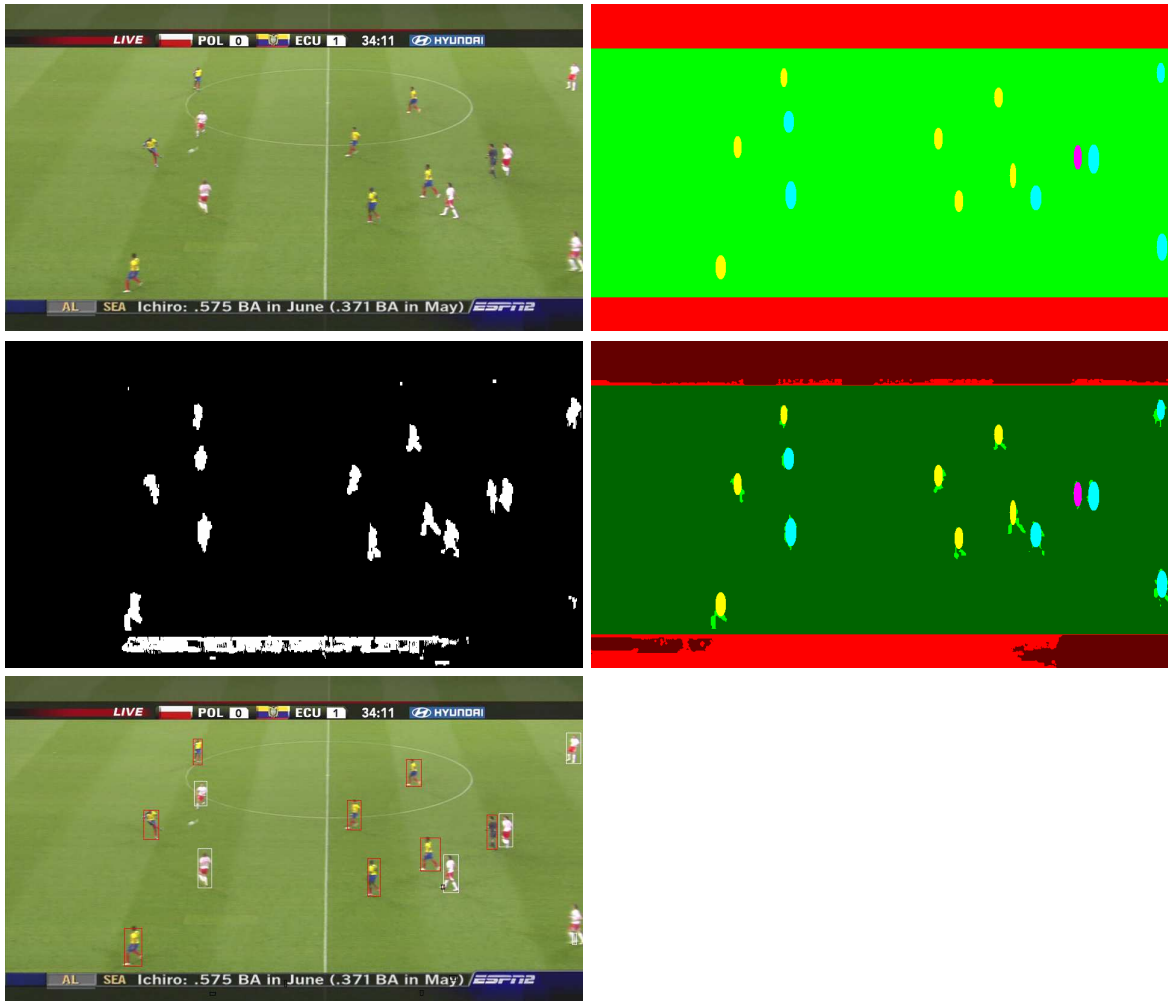 LIVE POL 0 ECU 1 34:11 HYUNDAI
AL SEA Ichiro: .575 BA in June (.371 BA in May) ESPN2
LIVE POL 0 ECU 1 34:11 HYUNDAI
AL SEA Ichiro: .575 BA in June (.371 BA in May) ESPN2